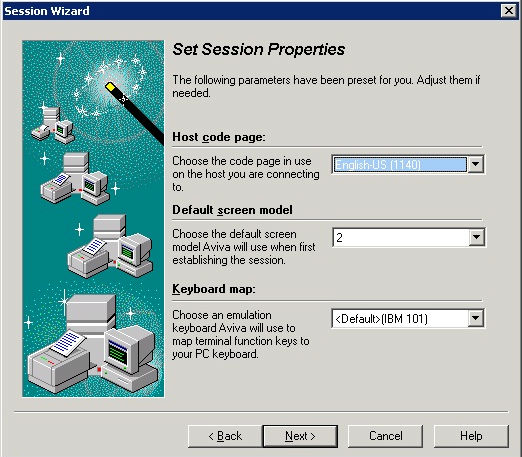 Session Wizard
Set Session Properties
The following parameters have been preset for you. Adjust them if
needed.
Host code page:
Choose the code page in use
on the host you are connecting
to.
English-US (1140)
Default screen model
Choose the default screen
model Aviva will use when first
establishing the session.
2
Keyboard map:
Choose an emulation
keyboard Aviva will use to
map terminal function keys to
your PC keyboard.
<Default>(IBM 101)
< Back
Next >
Cancel
Help